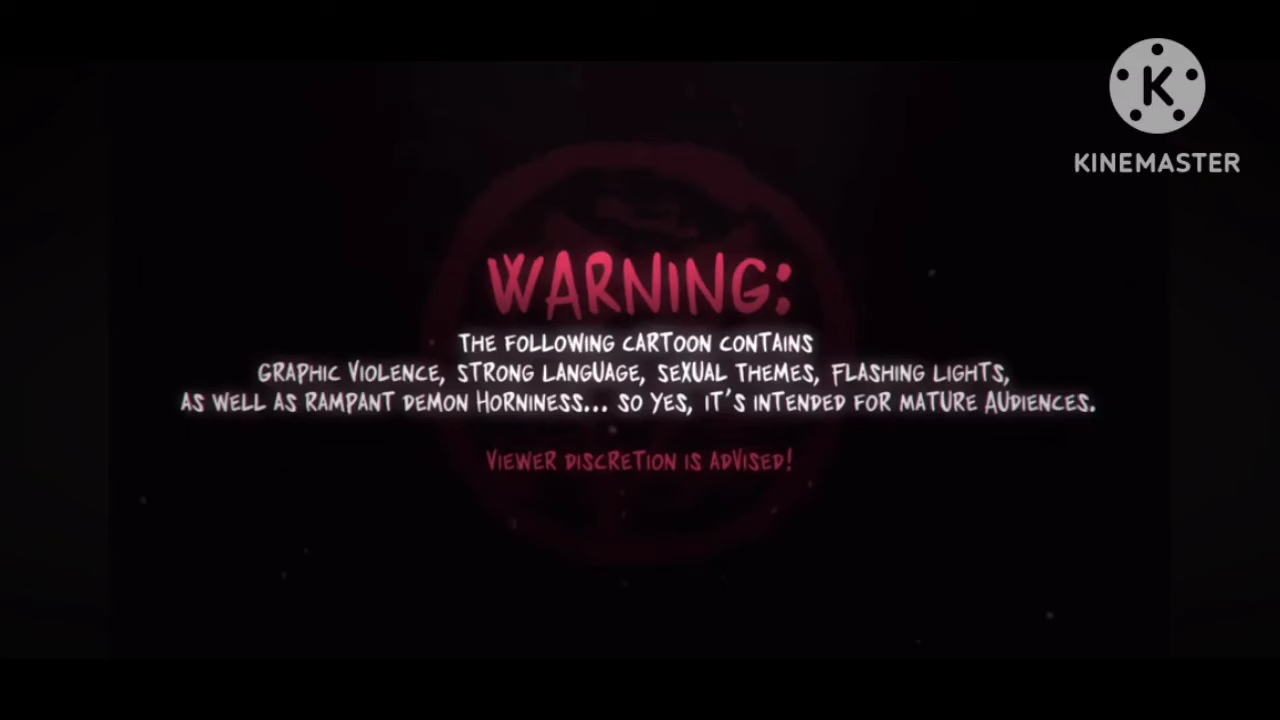 K
KINEMASTER
WARNING:
THE FOLLOWING CARTOON CONTAINS
GRAPHIC VIOLENCE, STRONG LANGUAGE, SEXUAL THEMES, FLASHING LIGHTS,
AS WELL AS RAMPANT DEMON HORNINESS... SO YES, IT'S INTENDED FOR MATURE AUDIENCES.
VIEWER DISCRETION IS ADVISED!